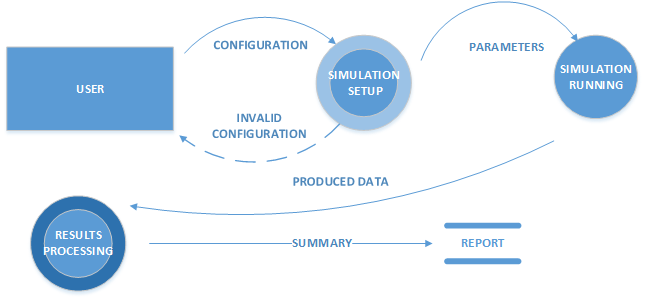 CONFIGURATION
PARAMETERS
USER
SIMULATION
SETUP
SIMULATION
RUNNING
INVALID
CONFIGURATION
PRODUCED DATA
RESULTS
PROCESSING
SUMMARY
REPORT